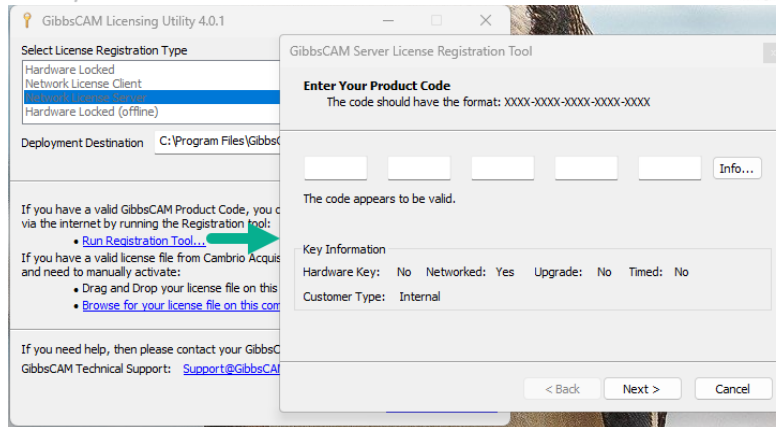 GibbsCAM Licensing Utility 4.0.1
Select License Registration Type
Hardware Locked
Network License Client
Network License Server
Hardware Locked (offline)
Deployment Destination C:\Program Files\GibbsC
If you have a valid GibbsCAM Product Code, you c
via the internet by running the Registration tool:
• Run Registration Tool...
If you have a valid license file from Cambrio Acquis
and need to manually activate:
• Drag and Drop your license file on this
• Browse for your license file on this com
If you need help, then please contact your GibbsC
GibbsCAM Technical Support: Support@GibbsCA
GibbsCAM Server License Registration Tool
Enter Your Product Code
The code should have the format: XXXX-XXXX-XXXX-XXXX-XXXX
Info...
The code appears to be valid.
Key Information
Hardware Key: No Networked: Yes Upgrade: No Timed: No
Customer Type: Internal
< Back Next > Cancel